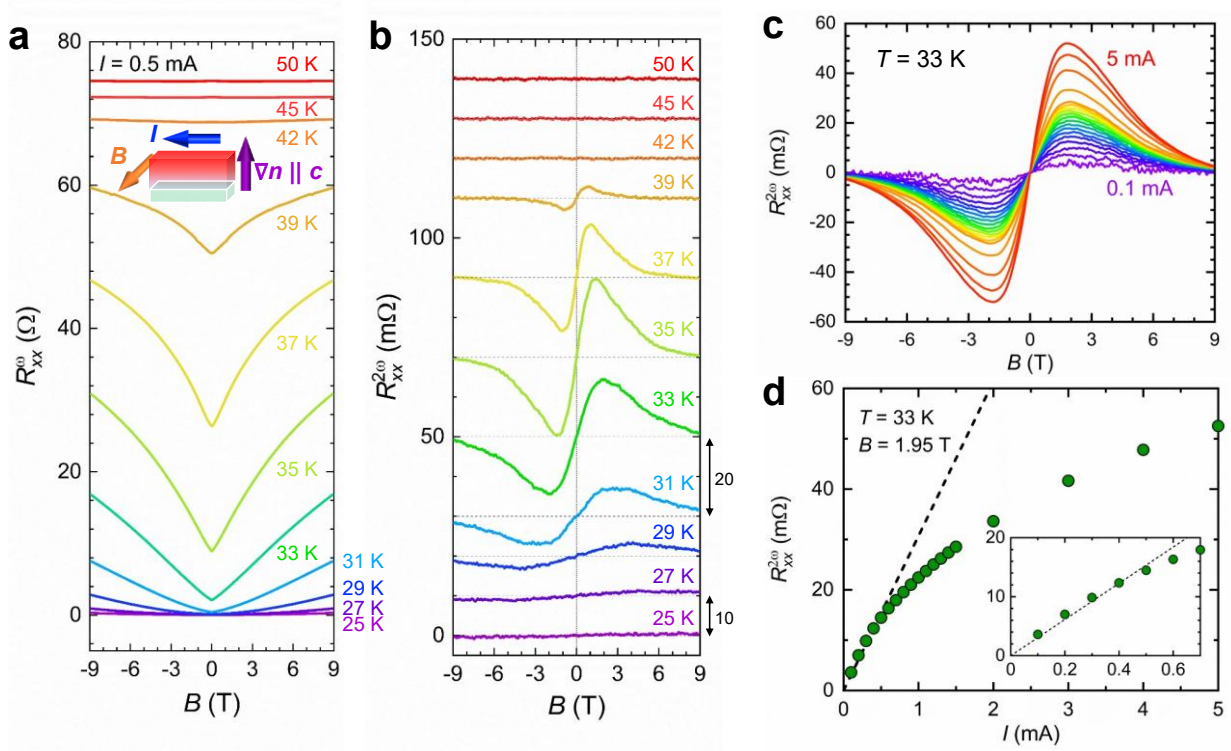 a
80
60
40
20
0
-9 -6 -3 0 3 6 9
B (T)
R_xx^ω (Ω)
I = 0.5 mA
50 K
45 K
42 K
I
B
∇n || c
39 K
37 K
35 K
33 K
31 K
29 K
27 K
25 K
b
150
100
50
0
-9 -6 -3 0 3 6 9
B (T)
R_xx^2ω (mΩ)
50 K
45 K
42 K
39 K
37 K
35 K
33 K
20
31 K
29 K
27 K
10
25 K
c
60
40
20
0
-20
-40
-60
-9 -6 -3 0 3 6 9
B (T)
R_xx^2ω (mΩ)
T = 33 K
5 mA
0.1 mA
d
60
40
20
0
0 1 2 3 4 5
I (mA)
R_xx^2ω (mΩ)
T = 33 K
B = 1.95 T
20
10
0
0 0.2 0.4 0.6